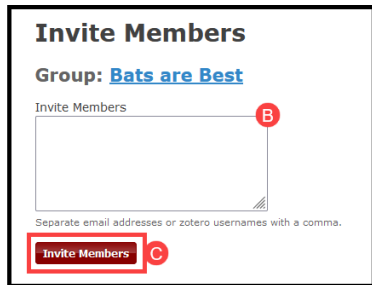 Invite Members
Group: Bats are Best
Invite Members
B
Separate email addresses or zotero usernames with a comma.
Invite Members C